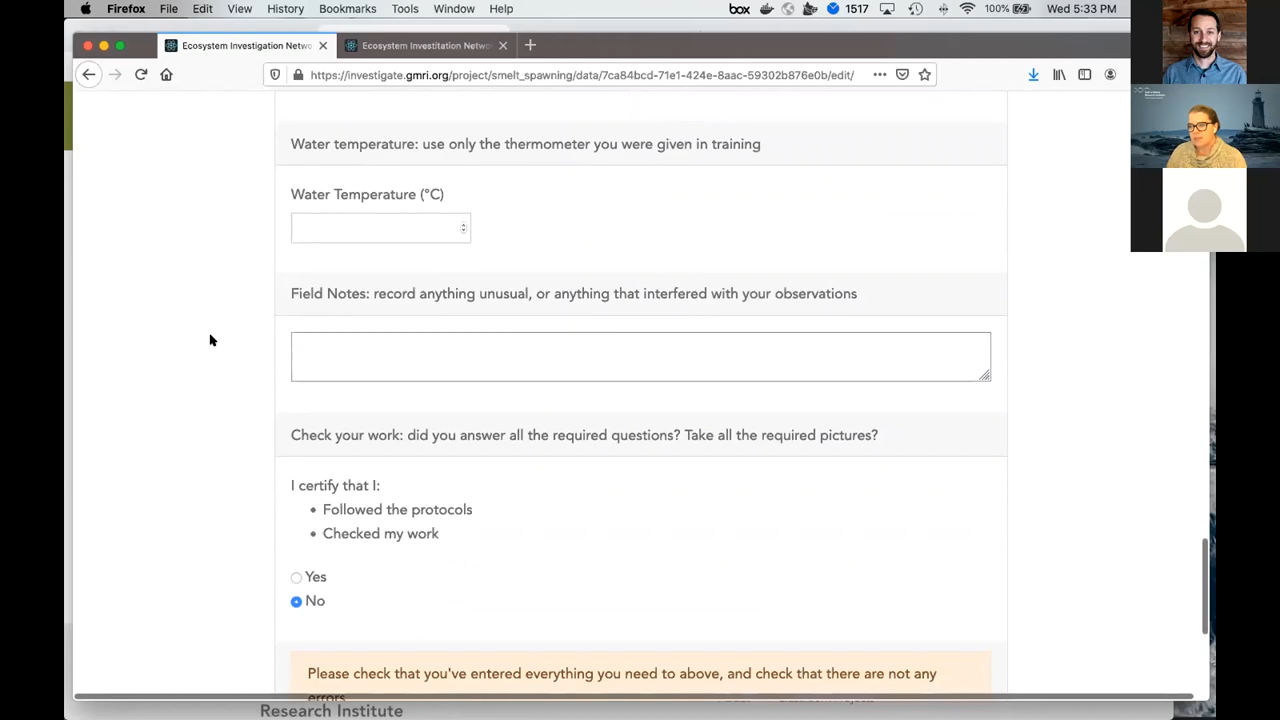 Firefox File Edit View History Bookmarks Tools Window Help box 1517 100% Wed 5:33 PM
Ecosystem Investigation Netwo Ecosystem Investitation Netwo
https://investigate.gmri.org/project/smelt_spawning/data/7ca84bcd-71e1-424e-8aac-59302b876e0b/edit/
Water temperature: use only the thermometer you were given in training
Water Temperature (°C)
Field Notes: record anything unusual, or anything that interfered with your observations
Check your work: did you answer all the required questions? Take all the required pictures?
I certify that I:
• Followed the protocols
• Checked my work
Yes
No
Please check that you've entered everything you need to above, and check that there are not any
errors
Research Institute